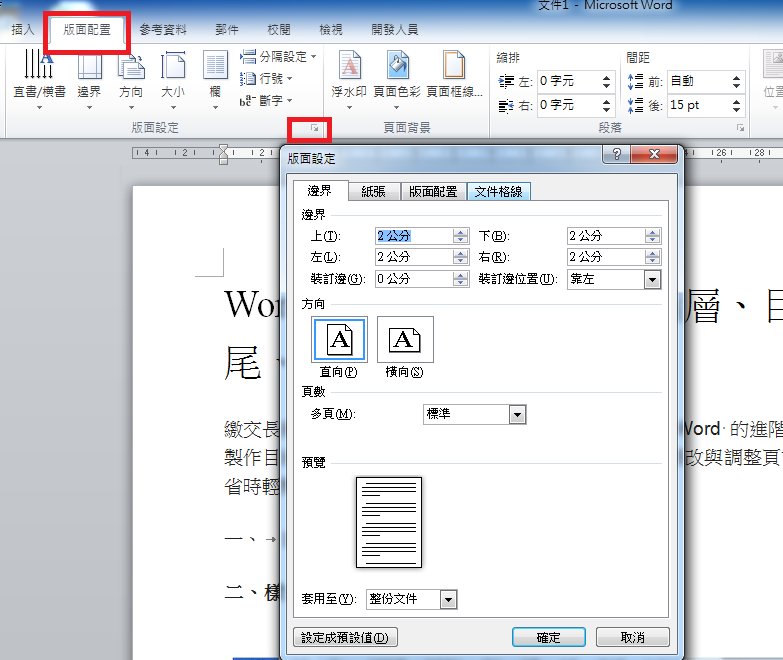 文件1 - Microsoft Word
插入 版面配置 參考資料 郵件 校閱 檢視 開發人員
直書/橫書 邊界 方向 大小 欄 分隔設定 行號 斷字 浮水印 頁面色彩 頁面框線... 縮排 間距
左: 0 字元 前: 自動
右: 0 字元 後: 15 pt
版面設定 頁面背景 段落
版面設定
邊界 紙張 版面配置 文件格線
邊界
上(T): 2 公分 下(B): 2 公分
左(L): 2 公分 右(R): 2 公分
裝訂邊(G): 0 公分 裝訂邊位置(U): 靠左
方向
直向(P) 橫向(S)
頁數
多頁(M): 標準
預覽
套用至(Y): 整份文件
設定成預設值(D) 確定 取消
層、目
尾
繳交長 Word 的進階
製作目 改與調整頁
省時輕
一、
二、樣